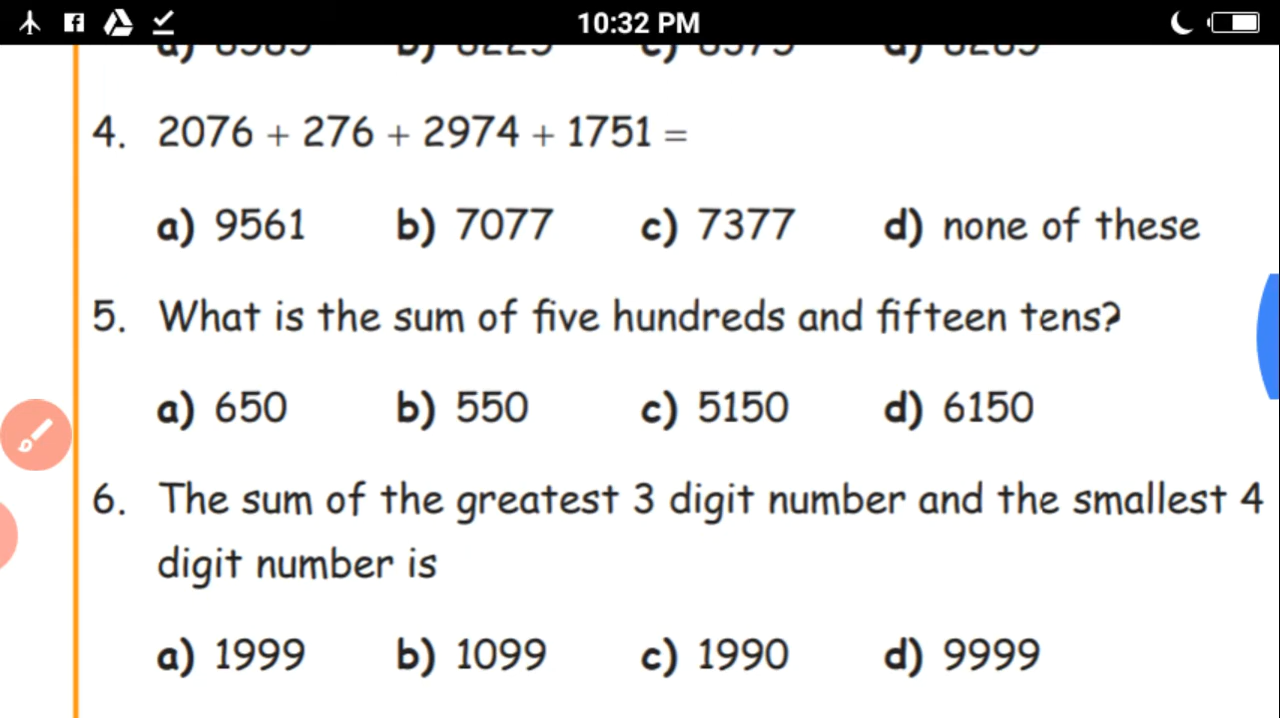 10:32 PM
4. 2076 + 276 + 2974 + 1751 =
a) 9561 b) 7077 c) 7377 d) none of these
5. What is the sum of five hundreds and fifteen tens?
a) 650 b) 550 c) 5150 d) 6150
6. The sum of the greatest 3 digit number and the smallest 4
digit number is
a) 1999 b) 1099 c) 1990 d) 9999